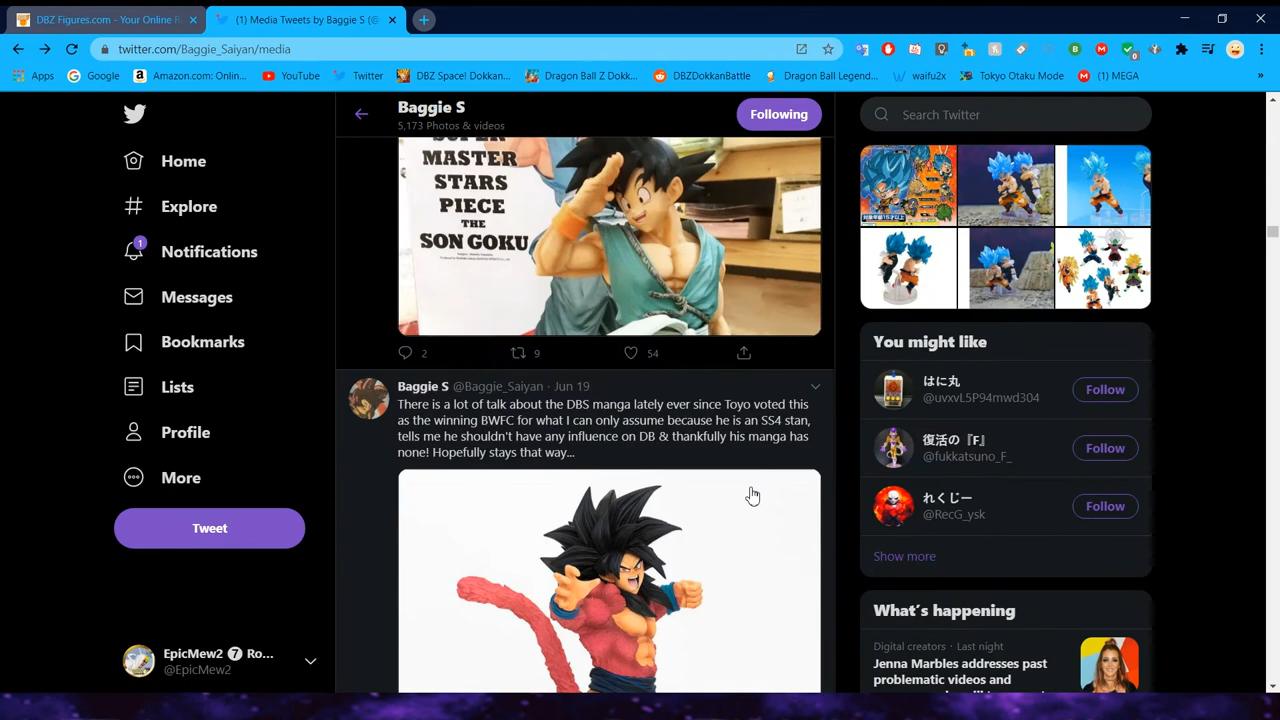 DBZ Figures.com - Your Online R
(1) Media Tweets by Baggie S (@
twitter.com/Baggie_Saiyan/media
Apps
Google
Amazon.com: Onlin...
YouTube
Twitter
DBZ Space! Dokkan...
Dragon Ball Z Dokk...
DBZDokkanBattle
Dragon Ball Legend...
waifu2x
Tokyo Otaku Mode
(1) MEGA
»
Home
Explore
1
Notifications
Messages
Bookmarks
Lists
Profile
More
Tweet
EpicMew2 7 Ro...
@EpicMew2
Baggie S
5,173 Photos & videos
Following
SUPER
MASTER
STARS
PIECE
THE
SON GOKU
2
9
54
Baggie S @Baggie_Saiyan · Jun 19
There is a lot of talk about the DBS manga lately ever since Toyo voted this
as the winning BWFC for what I can only assume because he is an SS4 stan,
tells me he shouldn't have any influence on DB & thankfully his manga has
none! Hopefully stays that way...
Search Twitter
You might like
はに丸
@uvxvL5P94mwd304
Follow
復活の『F』
@fukkatsuno_F_
Follow
れくじー
@RecG_ysk
Follow
Show more
What's happening
Digital creators · Last night
Jenna Marbles addresses past
problematic videos and